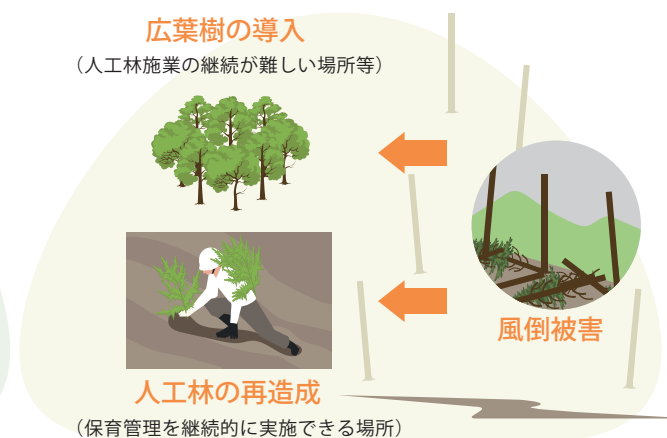 広葉樹の導入
（人工林施業の継続が難しい場所等）
風倒被害
人工林の再造成
（保育管理を継続的に実施できる場所）